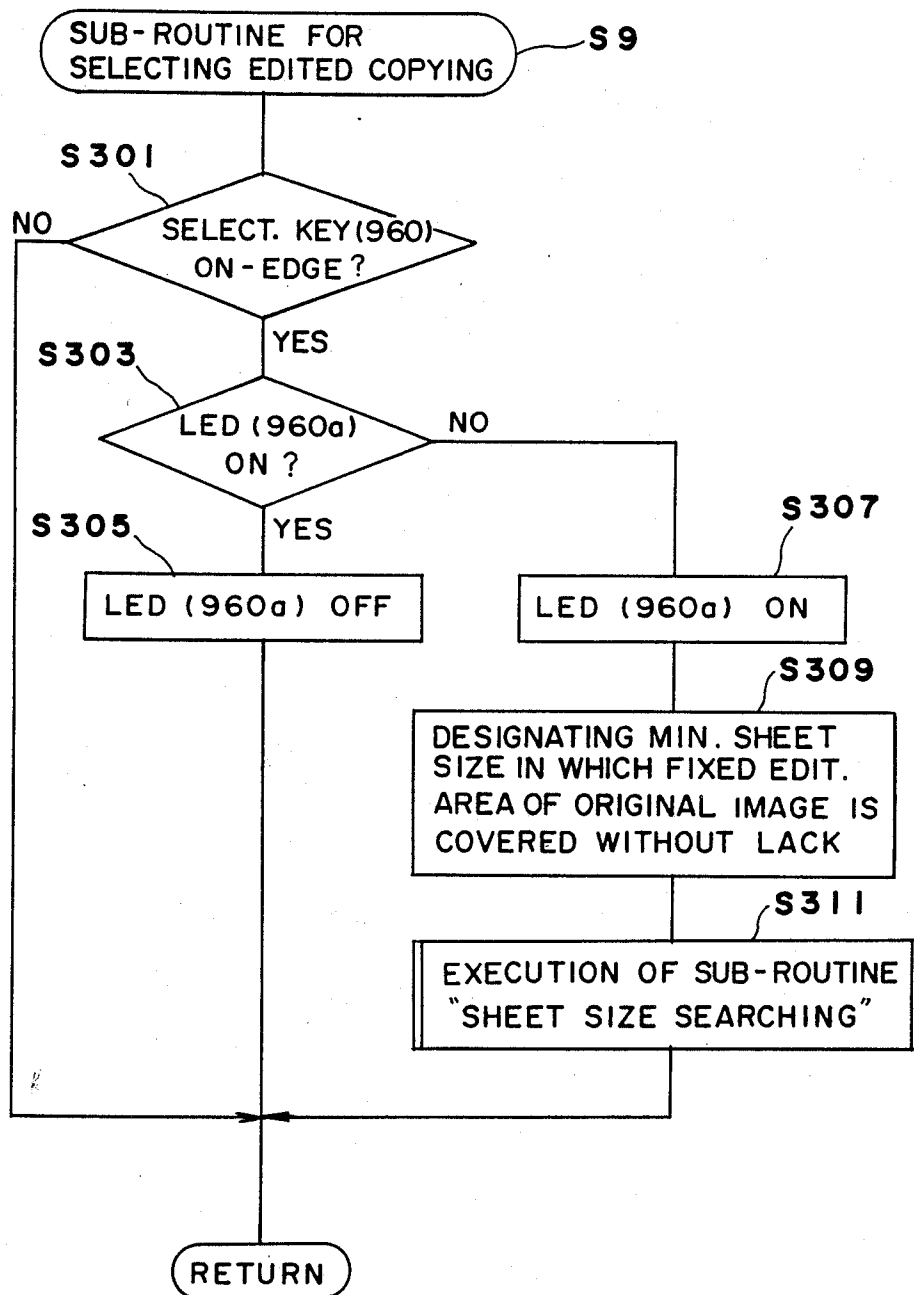 SUB-ROUTINE FOR
SELECTING EDITED COPYING
S9
S301
NO
SELECT. KEY(960)
ON-EDGE?
YES
S303
LED (960a)
ON ?
NO
YES
S305
LED (960a) OFF
S307
LED (960a) ON
S309
DESIGNATING MIN. SHEET
SIZE IN WHICH FIXED EDIT.
AREA OF ORIGINAL IMAGE IS
COVERED WITHOUT LACK
S311
EXECUTION OF SUB-ROUTINE
"SHEET SIZE SEARCHING"
RETURN